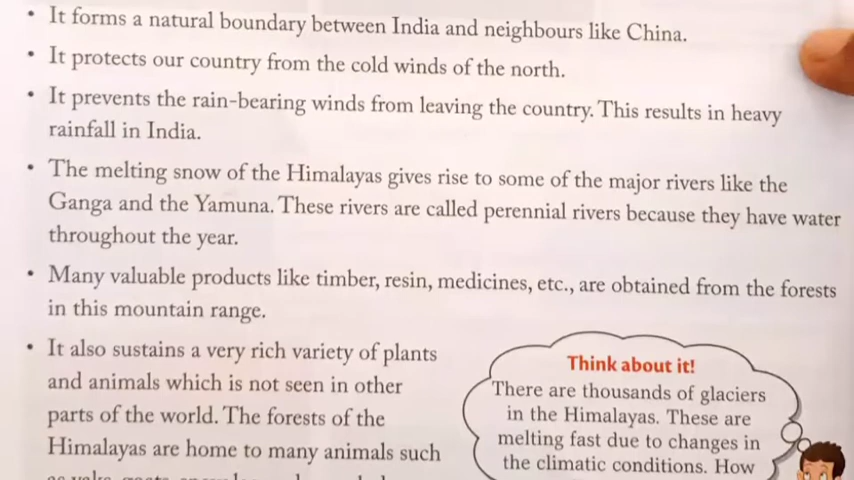 • It forms a natural boundary between India and neighbours like China.
• It protects our country from the cold winds of the north.
• It prevents the rain-bearing winds from leaving the country. This results in heavy
rainfall in India.
• The melting snow of the Himalayas gives rise to some of the major rivers like the
Ganga and the Yamuna. These rivers are called perennial rivers because they have water
throughout the year.
• Many valuable products like timber, resin, medicines, etc., are obtained from the forests
in this mountain range.
• It also sustains a very rich variety of plants
and animals which is not seen in other
parts of the world. The forests of the
Himalayas are home to many animals such
Think about it!
There are thousands of glaciers
in the Himalayas. These are
melting fast due to changes in
the climatic conditions. How